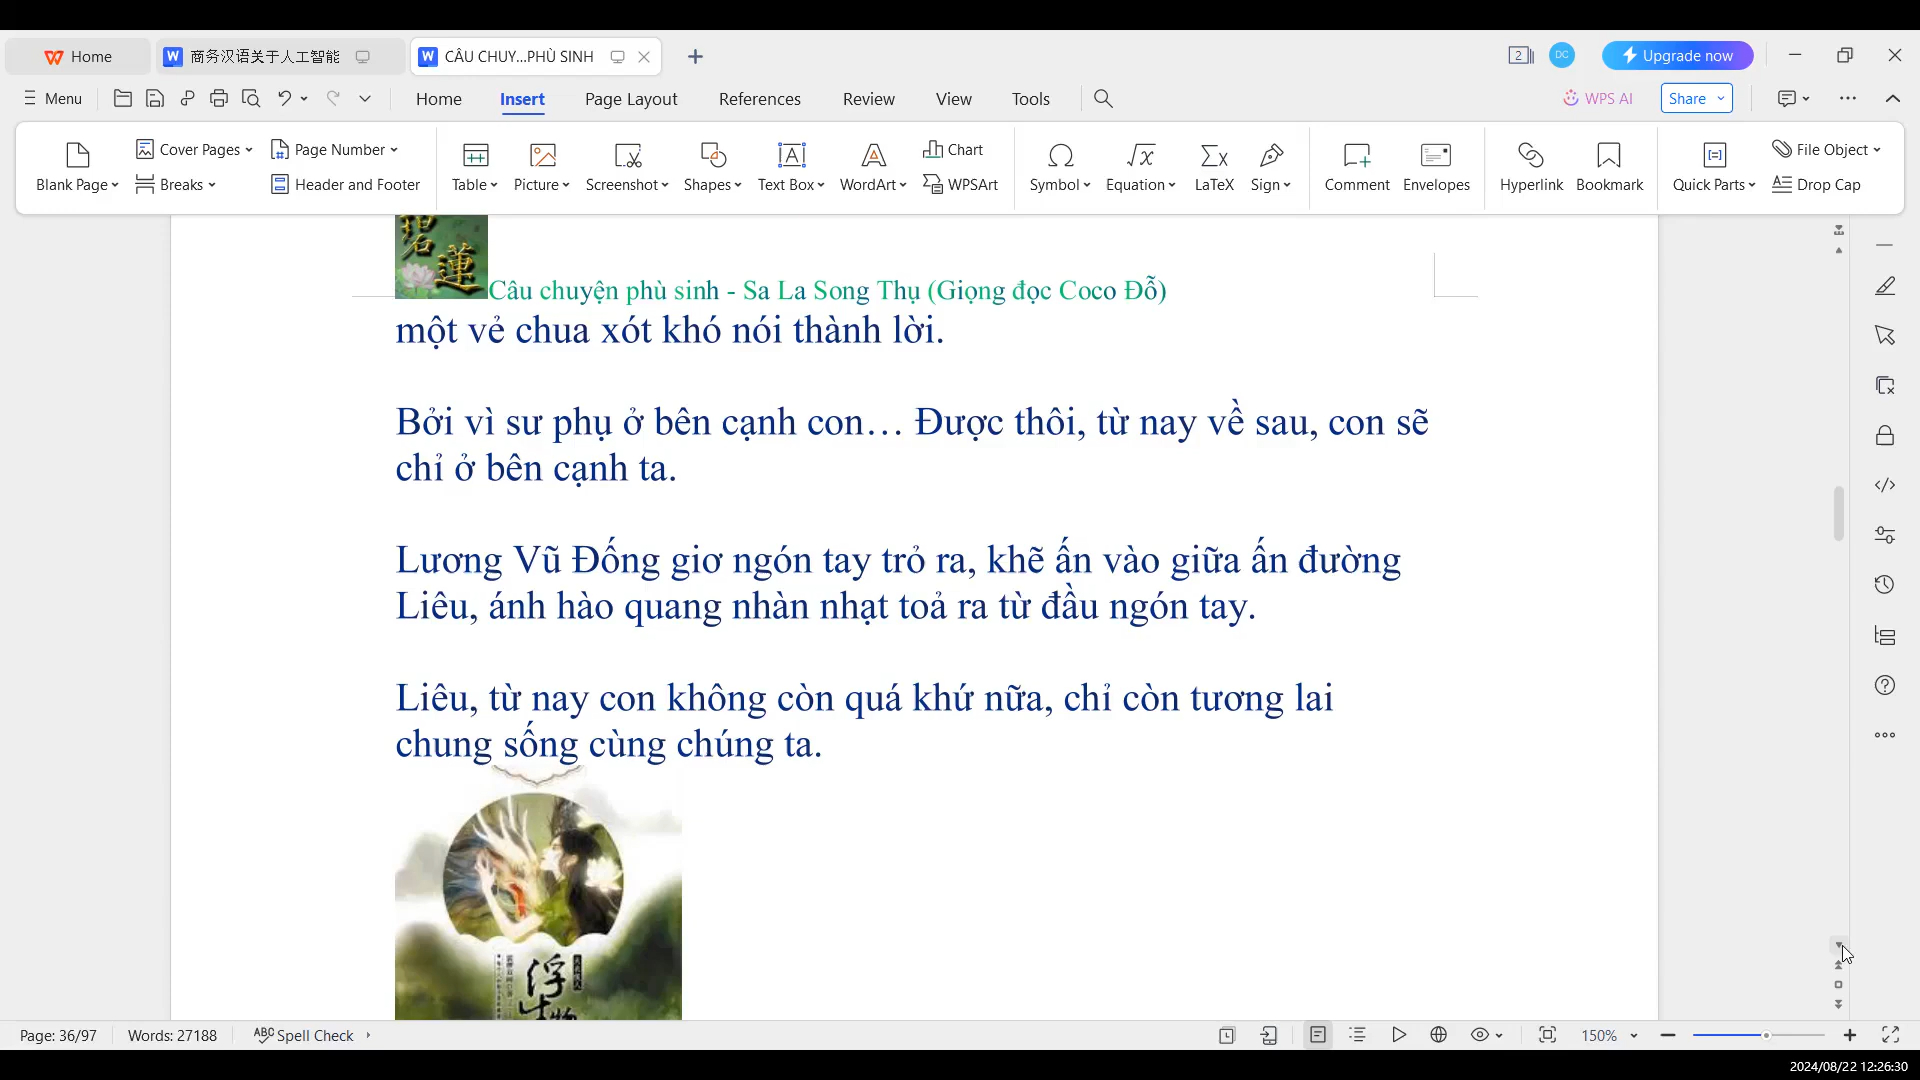 Home
商务汉语关于人工智能
CÂU CHUY...PHÙ SINH
2
DC
Upgrade now
Menu
Home
Insert
Page Layout
References
Review
View
Tools
WPS AI
Share
Blank Page
Cover Pages
Breaks
Page Number
Header and Footer
Table
Picture
Screenshot
Shapes
Text Box
WordArt
Chart
WPSArt
Symbol
Equation
LaTeX
Sign
Comment
Envelopes
Hyperlink
Bookmark
Quick Parts
File Object
Drop Cap
碧
蓮
Câu chuyện phù sinh - Sa La Song Thụ (Giọng đọc Coco Đỗ)
một vẻ chua xót khó nói thành lời.
Bởi vì sư phụ ở bên cạnh con… Được thôi, từ nay về sau, con sẽ
chỉ ở bên cạnh ta.
Lương Vũ Đống giơ ngón tay trỏ ra, khẽ ấn vào giữa ấn đường
Liêu, ánh hào quang nhàn nhạt toả ra từ đầu ngón tay.
Liêu, từ nay con không còn quá khứ nữa, chỉ còn tương lai
chung sống cùng chúng ta.
浮
Page: 36/97
Words: 27188
ABC Spell Check
150%
2024/08/22 12:26:30